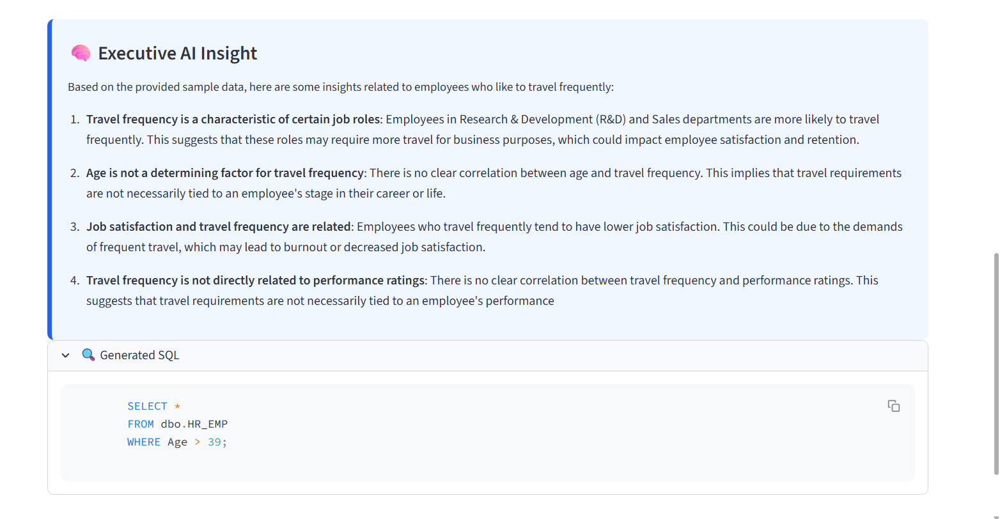 🧠 Executive AI Insight
Based on the provided sample data, here are some insights related to employees who like to travel frequently:
1. Travel frequency is a characteristic of certain job roles: Employees in Research & Development (R&D) and Sales departments are more likely to travel
frequently. This suggests that these roles may require more travel for business purposes, which could impact employee satisfaction and retention.
2. Age is not a determining factor for travel frequency: There is no clear correlation between age and travel frequency. This implies that travel requirements
are not necessarily tied to an employee's stage in their career or life.
3. Job satisfaction and travel frequency are related: Employees who travel frequently tend to have lower job satisfaction. This could be due to the demands
of frequent travel, which may lead to burnout or decreased job satisfaction.
4. Travel frequency is not directly related to performance ratings: There is no clear correlation between travel frequency and performance ratings. This
suggests that travel requirements are not necessarily tied to an employee's performance
🔍 Generated SQL
SELECT *
FROM dbo.HR_EMP
WHERE Age > 39;